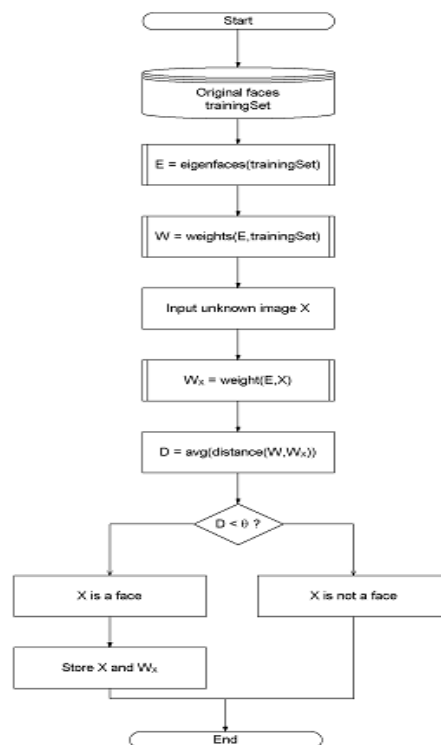 Start
Original faces
trainingSet
E = eigenfaces(trainingSet)
W = weights(E,trainingSet)
Input unknown image X
Wₓ = weight(E,X)
D = avg(distance(W,Wₓ))
D < θ ?
X is a face
X is not a face
Store X and Wₓ
End